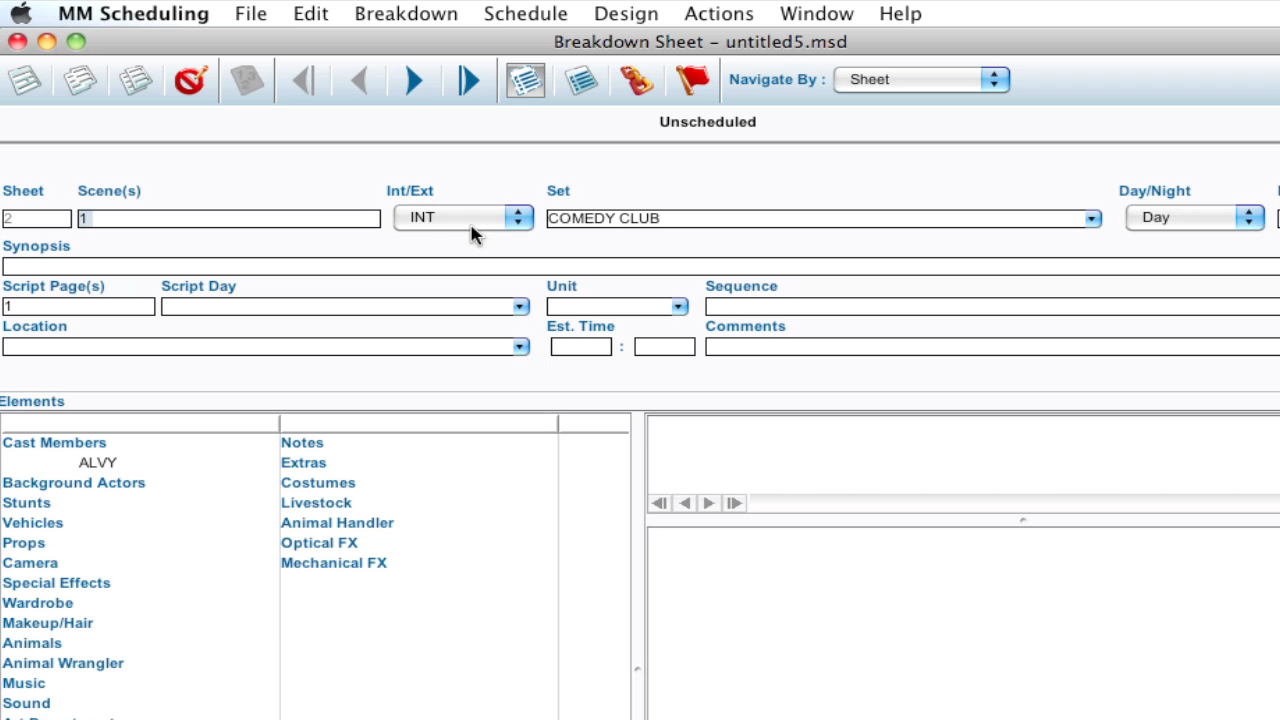 MM Scheduling File Edit Breakdown Schedule Design Actions Window Help
Breakdown Sheet - untitled5.msd
Navigate By : Sheet
Unscheduled
Sheet Scene(s) Int/Ext Set Day/Night
2 1 INT COMEDY CLUB Day
Synopsis
Script Page(s) Script Day Unit Sequence
1
Location Est. Time Comments
:
Elements
Cast Members Notes
ALVY Extras
Background Actors Costumes
Stunts Livestock
Vehicles Animal Handler
Props Optical FX
Camera Mechanical FX
Special Effects
Wardrobe
Makeup/Hair
Animals
Animal Wrangler
Music
Sound